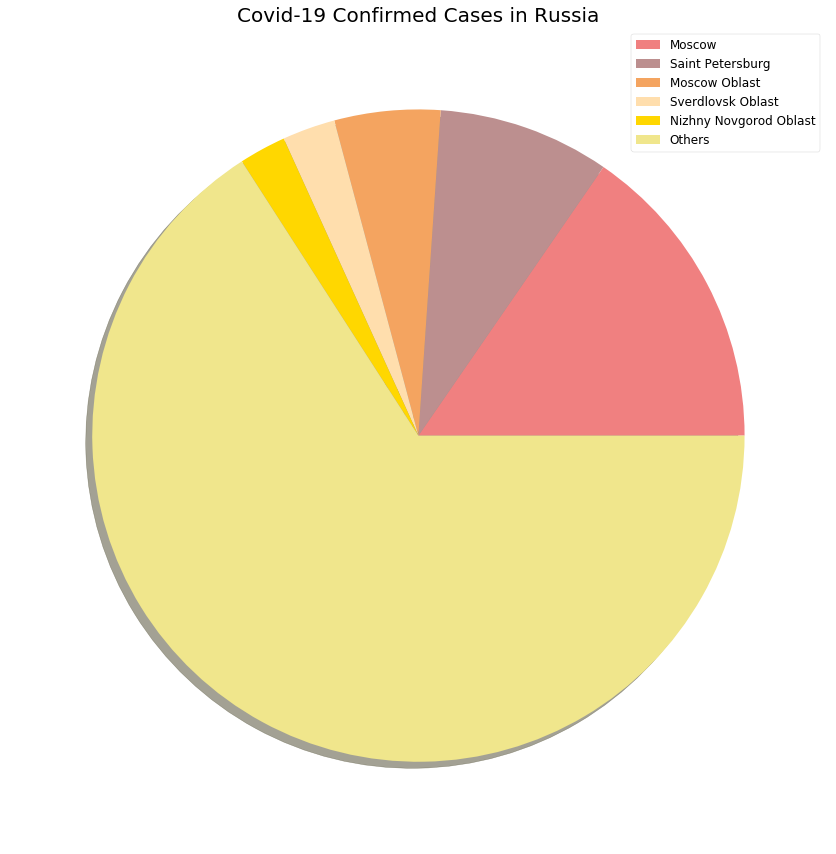 Covid-19 Confirmed Cases in Russia
Moscow
Saint Petersburg
Moscow Oblast
Sverdlovsk Oblast
Nizhny Novgorod Oblast
Others